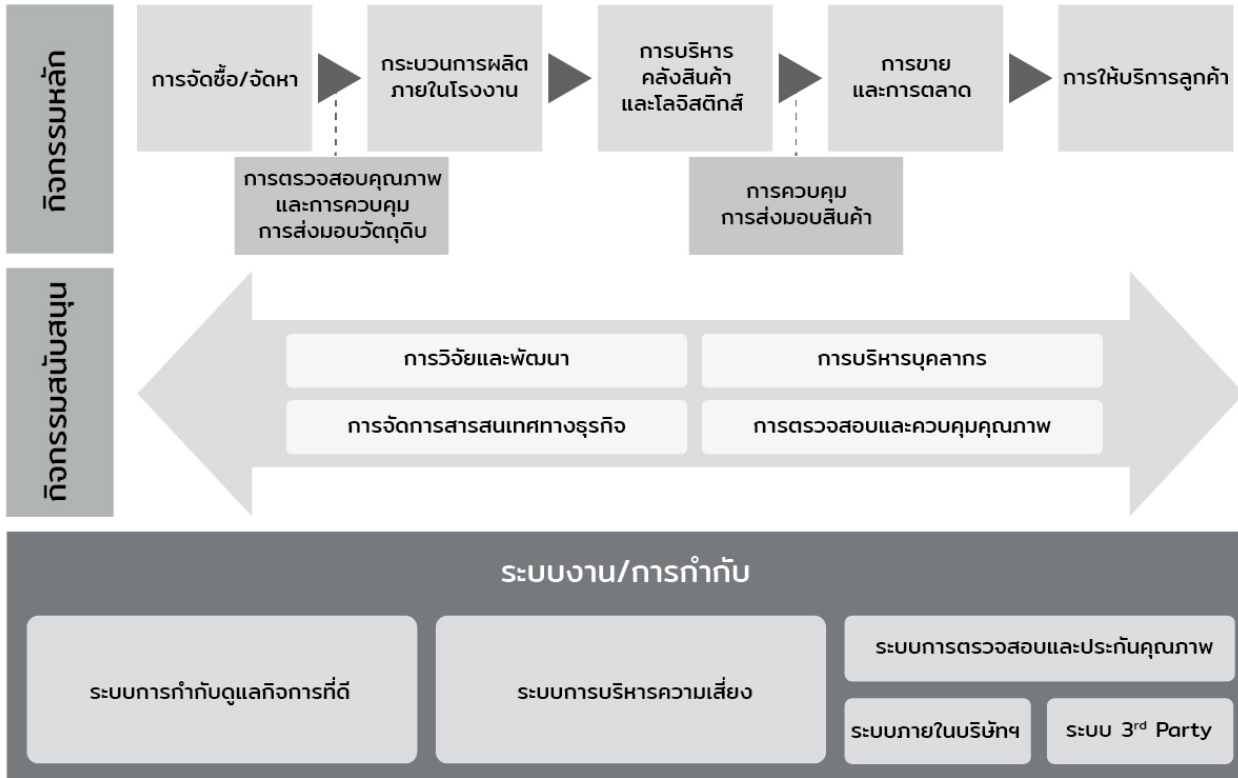 กิจกรรมหลัก
การจัดซื้อ/จัดหา
กระบวนการผลิต
ภายในโรงงาน
การบริหาร
คลังสินค้า
และโลจิสติกส์
การขาย
และการตลาด
การให้บริการลูกค้า
การตรวจสอบคุณภาพ
และการควบคุม
การส่งมอบวัตถุดิบ
การควบคุม
การส่งมอบสินค้า
กิจกรรมสนับสนุน
การวิจัยและพัฒนา
การบริหารบุคลากร
การจัดการสารสนเทศทางธุรกิจ
การตรวจสอบและควบคุมคุณภาพ
ระบบงาน/การกำกับ
ระบบการกำกับดูแลกิจการที่ดี
ระบบการบริหารความเสี่ยง
ระบบการตรวจสอบและประกันคุณภาพ
ระบบภายในบริษัทฯ
ระบบ 3rd Party